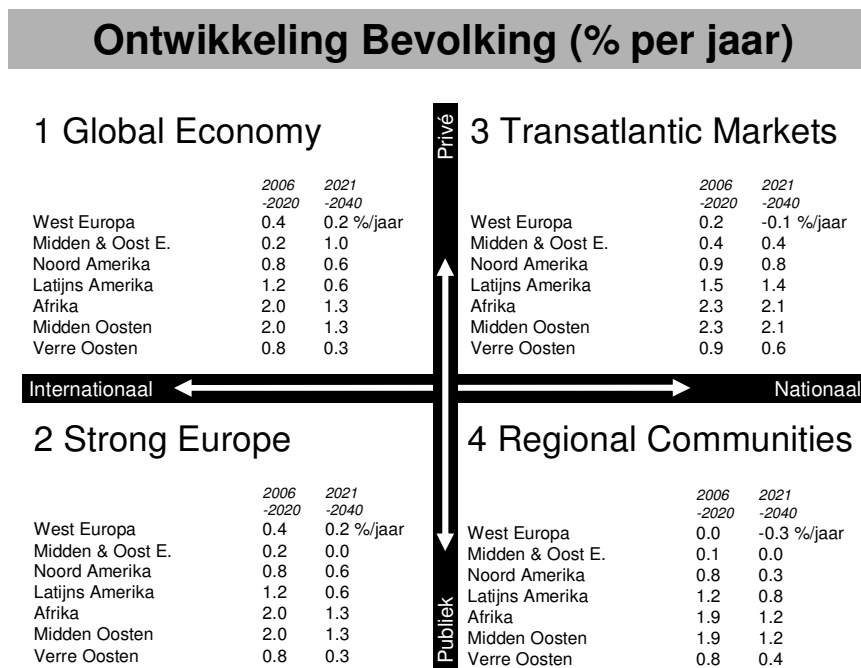 Ontwikkeling Bevolking (% per jaar)
1 Global Economy
2006 2021
-2020 -2040
West Europa 0.4 0.2 %/jaar
Midden & Oost E. 0.2 1.0
Noord Amerika 0.8 0.6
Latijns Amerika 1.2 0.6
Afrika 2.0 1.3
Midden Oosten 2.0 1.3
Verre Oosten 0.8 0.3
Privé
3 Transatlantic Markets
2006 2021
-2020 -2040
West Europa 0.2 -0.1 %/jaar
Midden & Oost E. 0.4 0.4
Noord Amerika 0.9 0.8
Latijns Amerika 1.5 1.4
Afrika 2.3 2.1
Midden Oosten 2.3 2.1
Verre Oosten 0.9 0.6
Internationaal
Nationaal
2 Strong Europe
2006 2021
-2020 -2040
West Europa 0.4 0.2 %/jaar
Midden & Oost E. 0.2 0.0
Noord Amerika 0.8 0.6
Latijns Amerika 1.2 0.6
Afrika 2.0 1.3
Midden Oosten 2.0 1.3
Verre Oosten 0.8 0.3
Publiek
4 Regional Communities
2006 2021
-2020 -2040
West Europa 0.0 -0.3 %/jaar
Midden & Oost E. 0.1 0.0
Noord Amerika 0.8 0.3
Latijns Amerika 1.2 0.8
Afrika 1.9 1.2
Midden Oosten 1.9 1.2
Verre Oosten 0.8 0.4